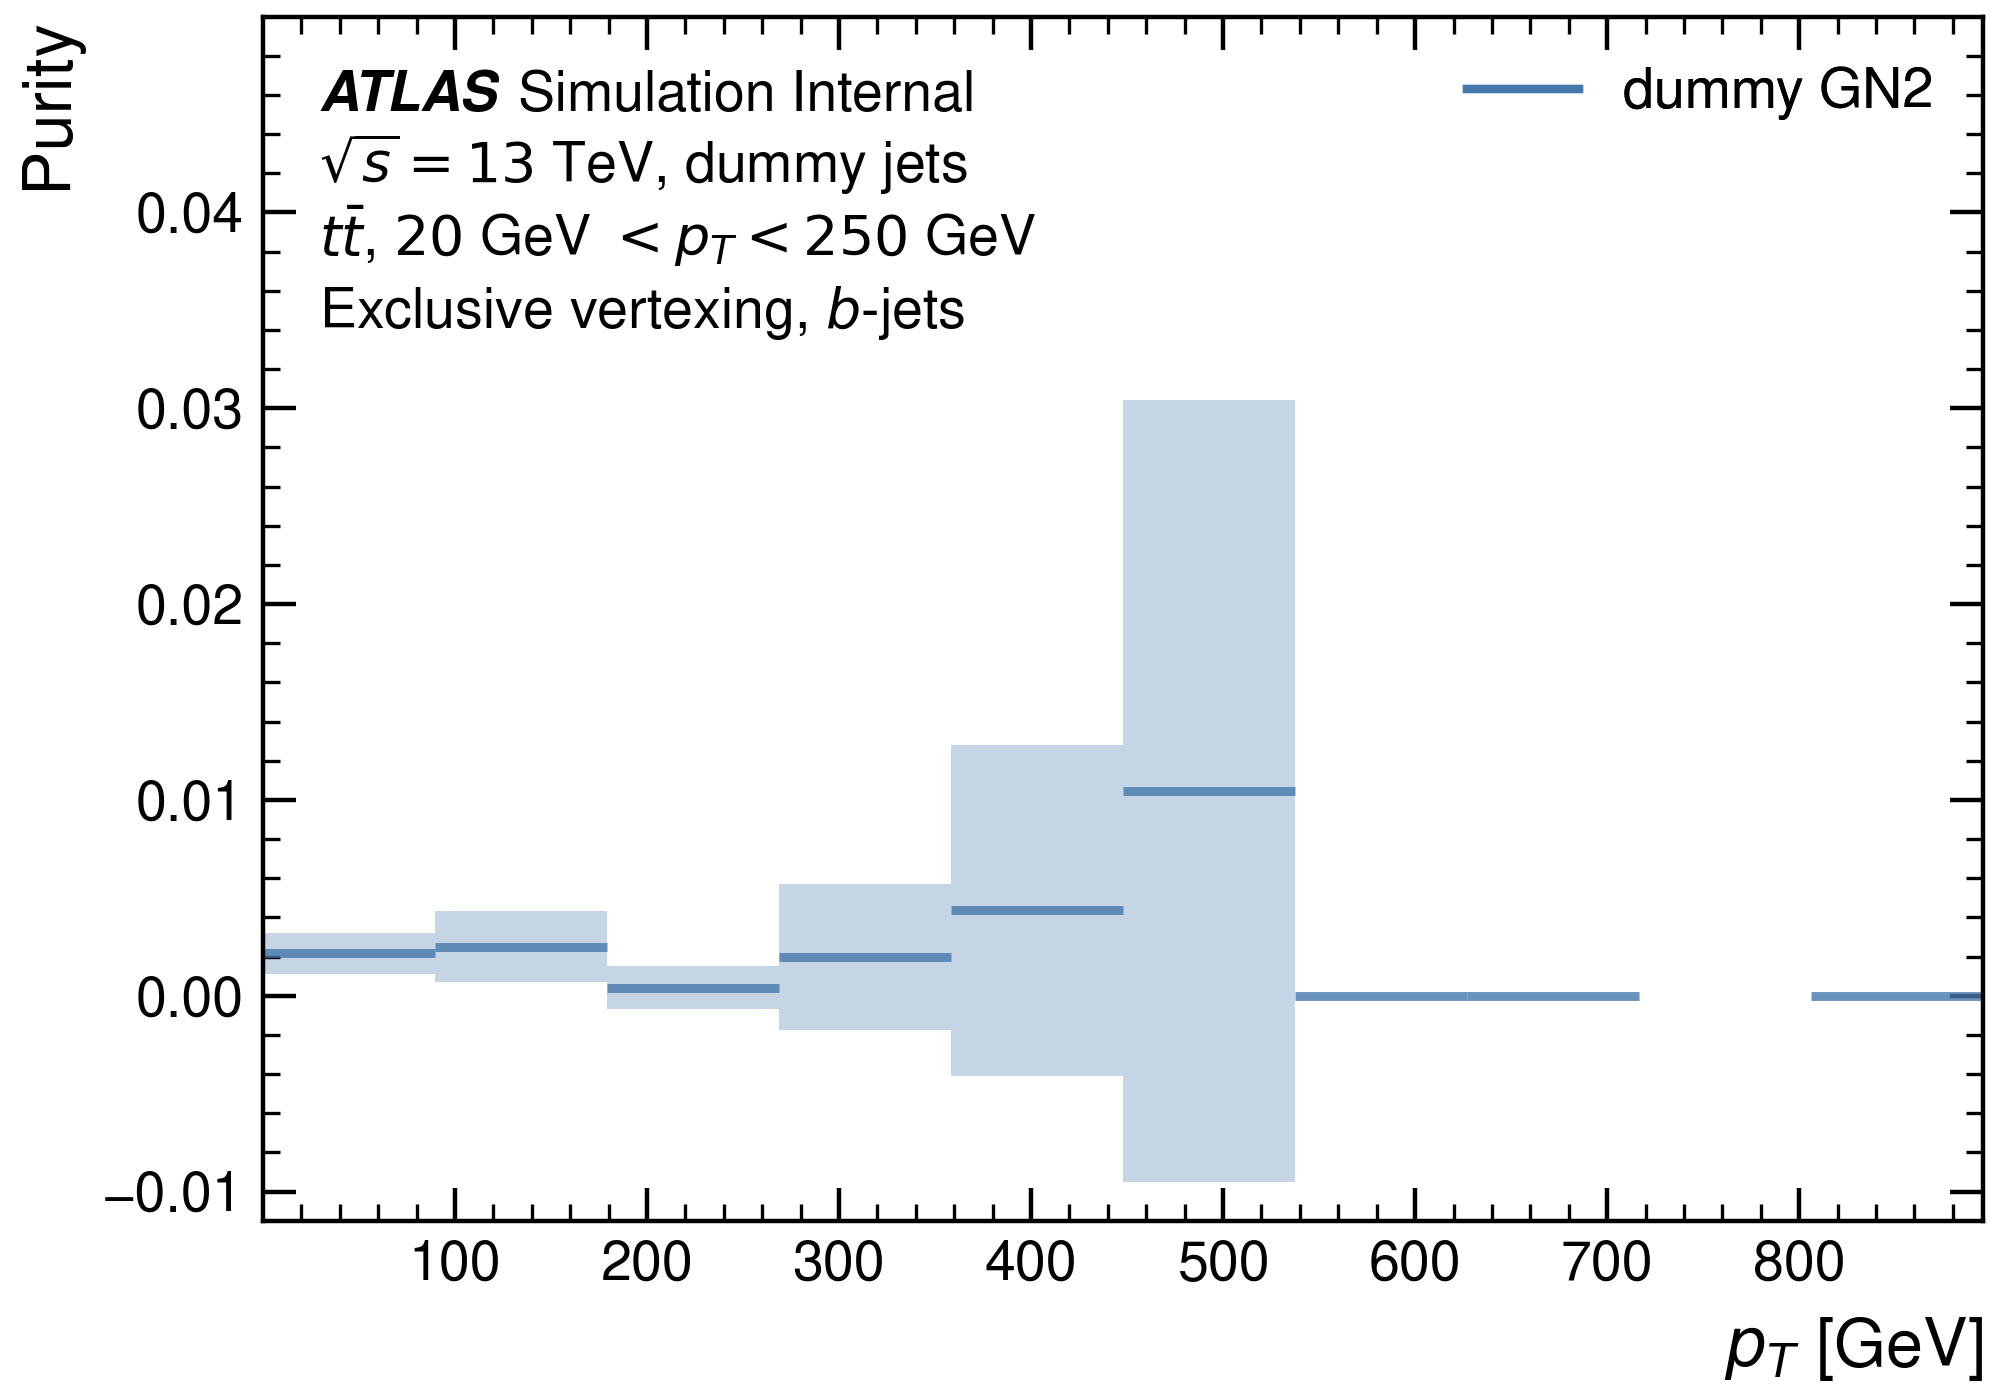 Purity
ATLAS Simulation Internal
√s = 13 TeV, dummy jets
tt̄, 20 GeV < p_T < 250 GeV
Exclusive vertexing, b-jets
dummy GN2
0.04
0.03
0.02
0.01
0.00
−0.01
100 200 300 400 500 600 700 800
p_T [GeV]